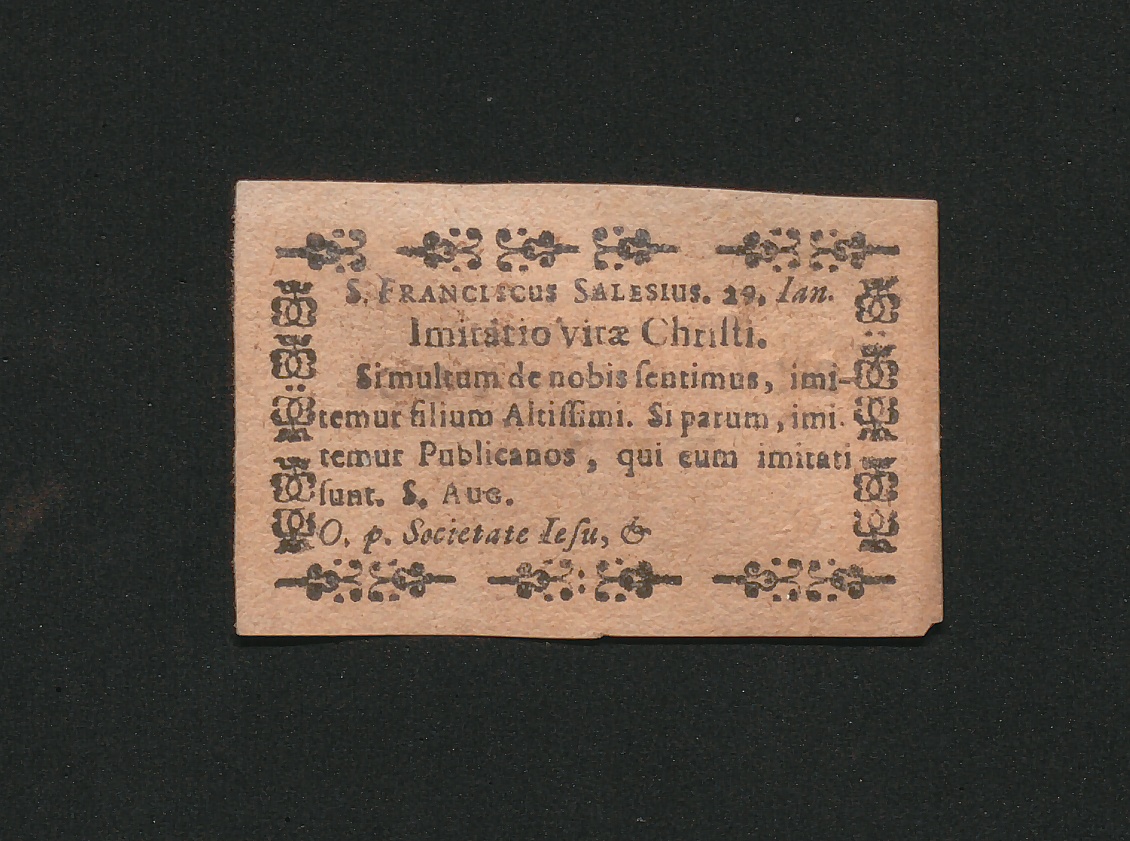 S. FRANCISCUS SALESIUS. 29. Ian.
Imitatio vitæ Chriſti.
Si multum de nobis ſentimus, imi-
temur filium Altiſſimi. Si parum, imi-
temur Publicanos, qui eum imitati
ſunt. S. AUG.
O. p. Societate Ieſu, &